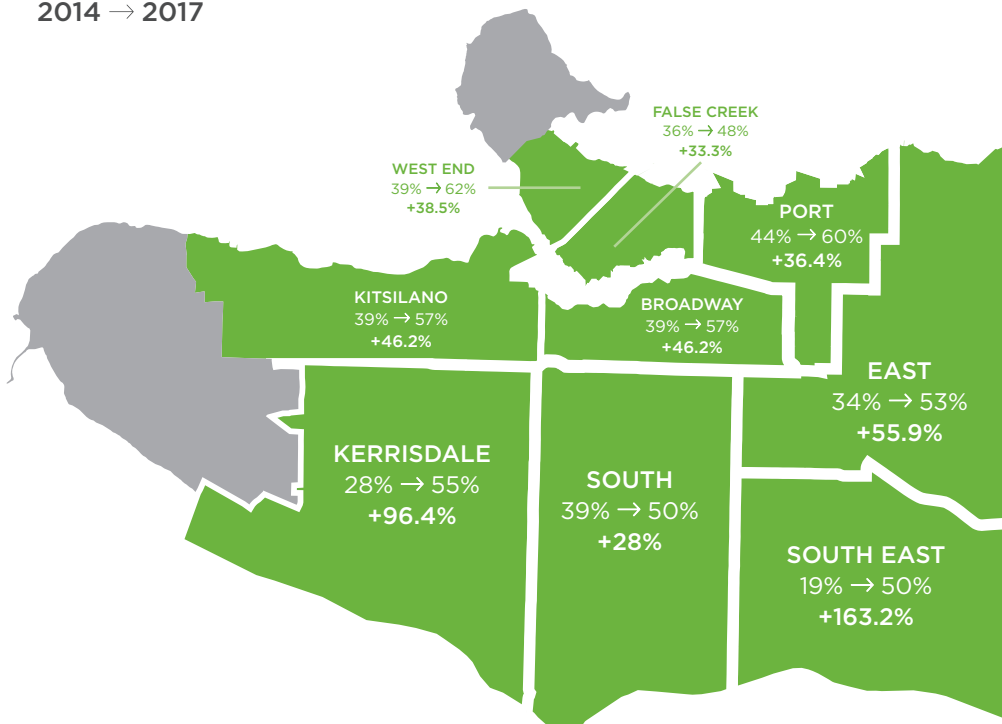 2014 → 2017
FALSE CREEK
36% → 48%
+33.3%
WEST END
39% → 62%
+38.5%
PORT
44% → 60%
+36.4%
KITSILANO
39% → 57%
+46.2%
BROADWAY
39% → 57%
+46.2%
EAST
34% → 53%
+55.9%
KERRISDALE
28% → 55%
+96.4%
SOUTH
39% → 50%
+28%
SOUTH EAST
19% → 50%
+163.2%